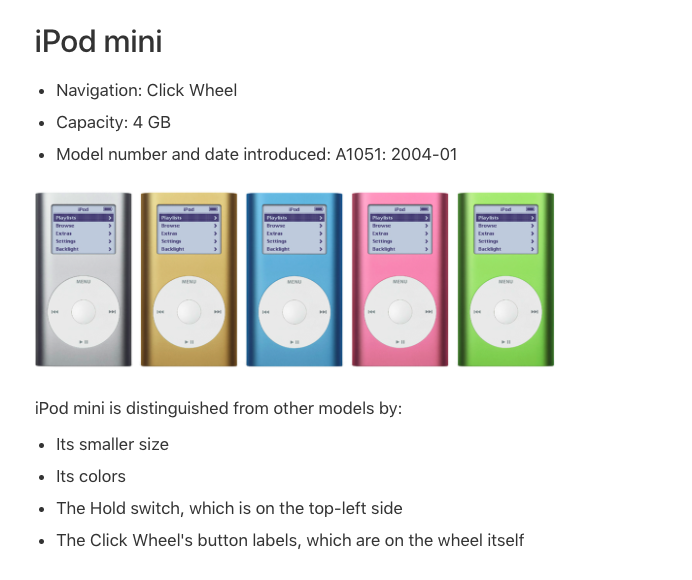 iPod mini
Navigation: Click Wheel
Capacity: 4 GB
Model number and date introduced: A1051: 2004-01
iPod
Playlists
Browse
Extras
Settings
Backlight
MENU
iPod
Playlists
Browse
Extras
Settings
Backlight
MENU
iPod
Playlists
Browse
Extras
Settings
Backlight
MENU
iPod
Playlists
Browse
Extras
Settings
Backlight
MENU
iPod
Playlists
Browse
Extras
Settings
Backlight
MENU
iPod mini is distinguished from other models by:
Its smaller size
Its colors
The Hold switch, which is on the top-left side
The Click Wheel's button labels, which are on the wheel itself